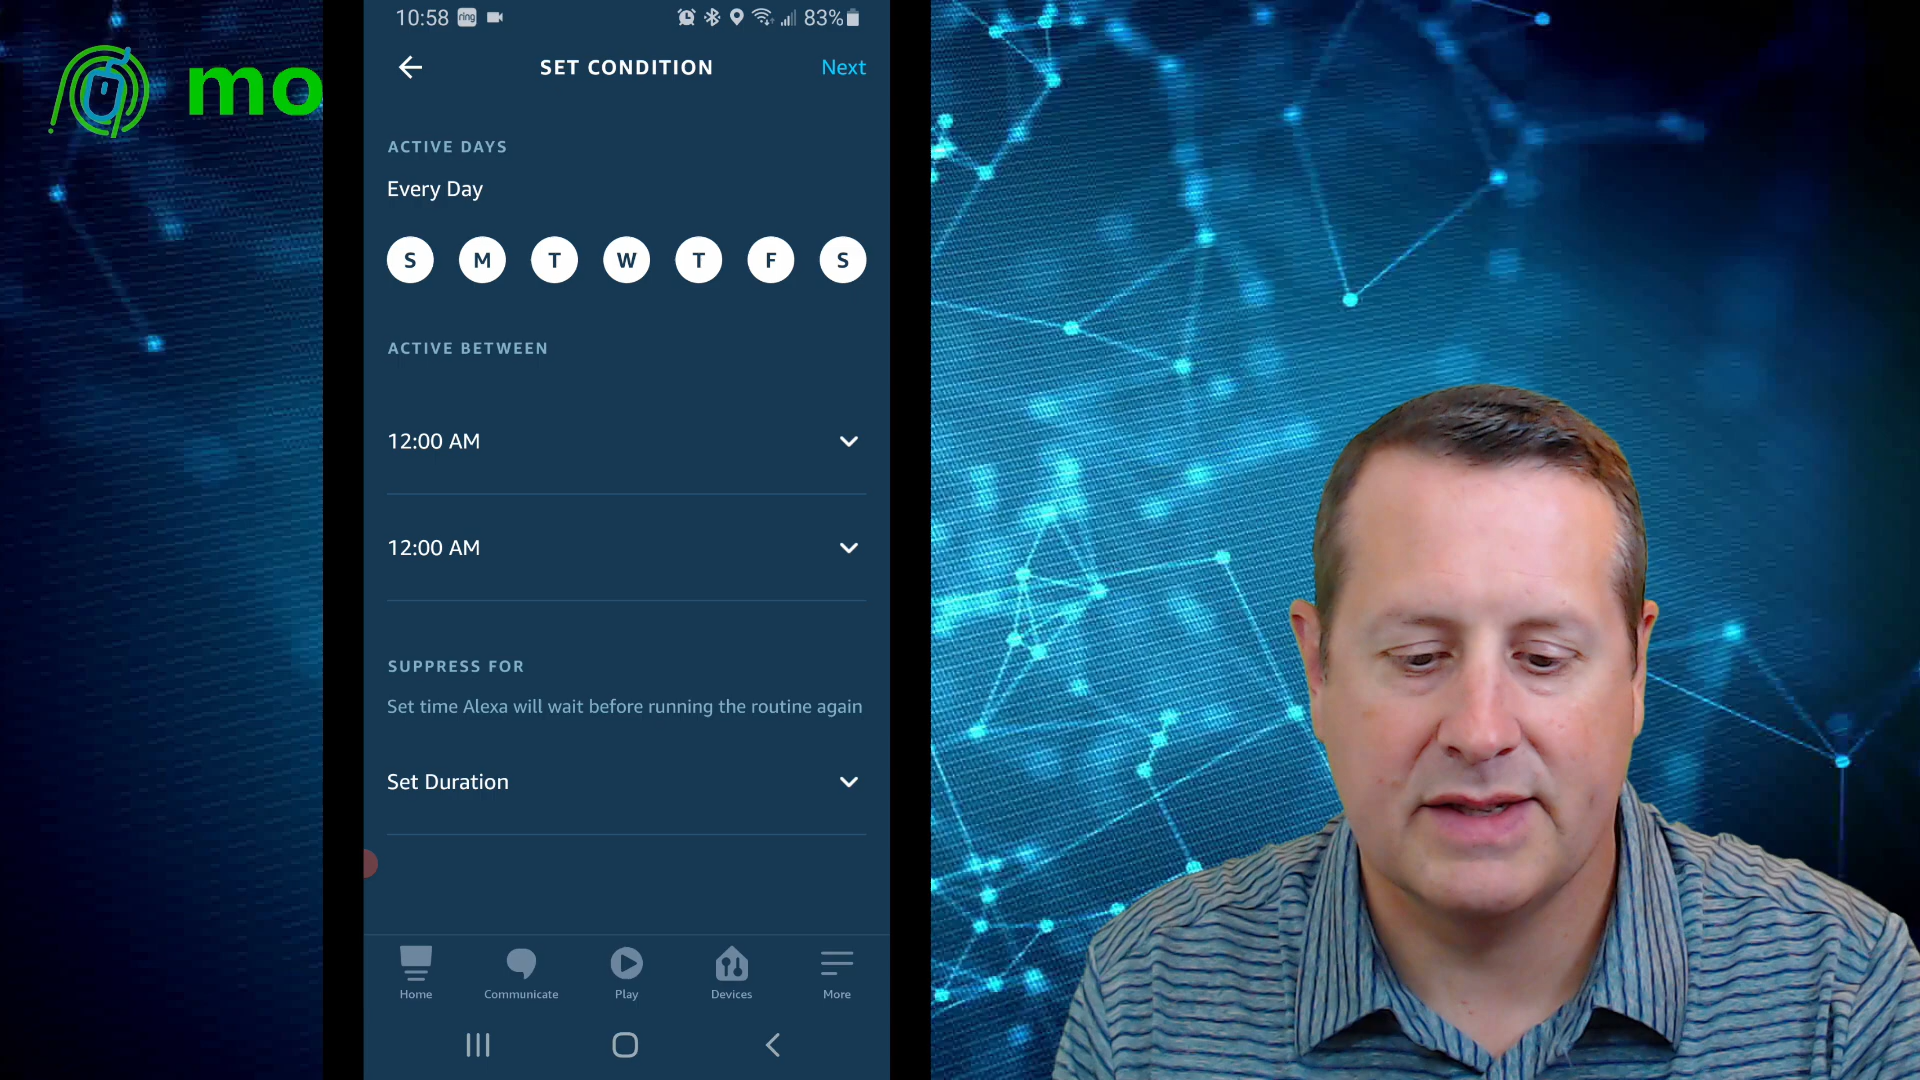 10:58 ring 83%
mo
SET CONDITION Next
ACTIVE DAYS
Every Day
S M T W T F S
ACTIVE BETWEEN
12:00 AM
12:00 AM
SUPPRESS FOR
Set time Alexa will wait before running the routine again
Set Duration
Home Communicate Play Devices More